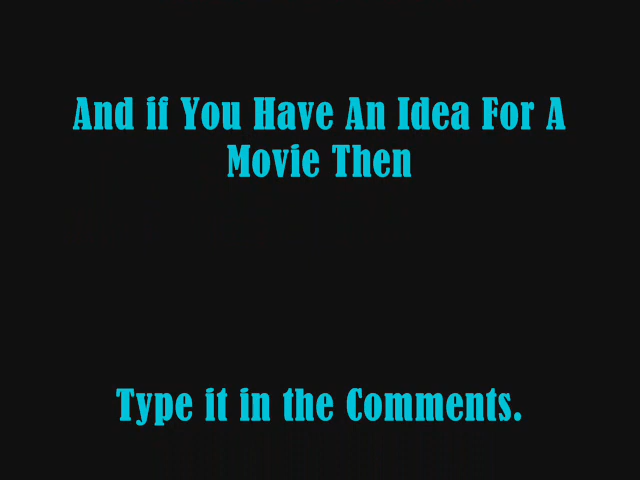 And if You Have An Idea For A
Movie Then
Type it in the Comments.